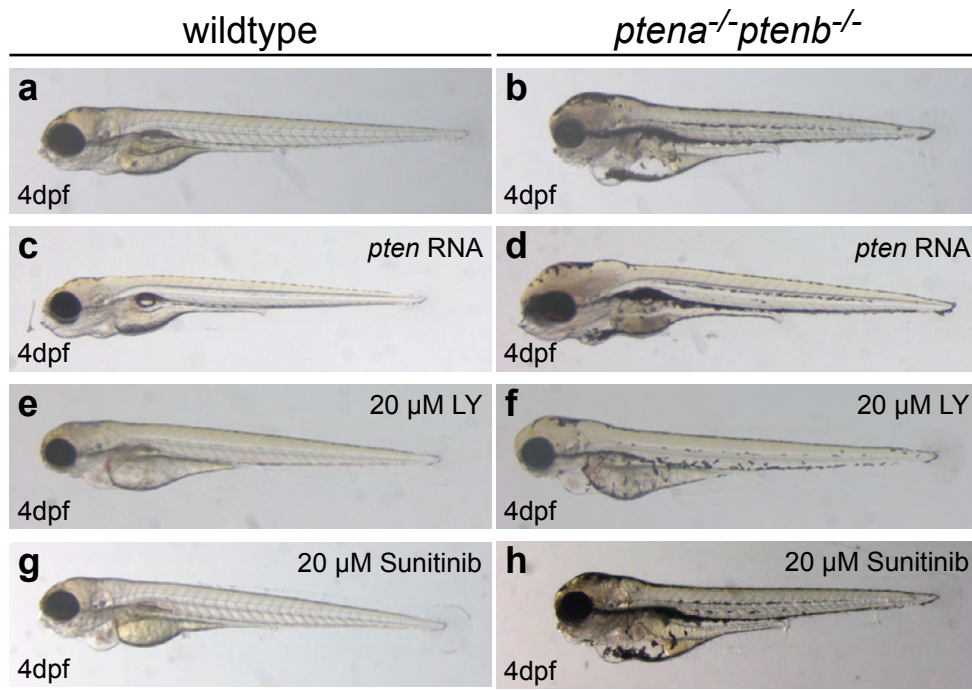 wildtype
ptena-/-ptenb-/-
a
4dpf
b
4dpf
c
pten RNA
4dpf
d
pten RNA
4dpf
e
20 µM LY
4dpf
f
20 µM LY
4dpf
g
20 µM Sunitinib
4dpf
h
20 µM Sunitinib
4dpf